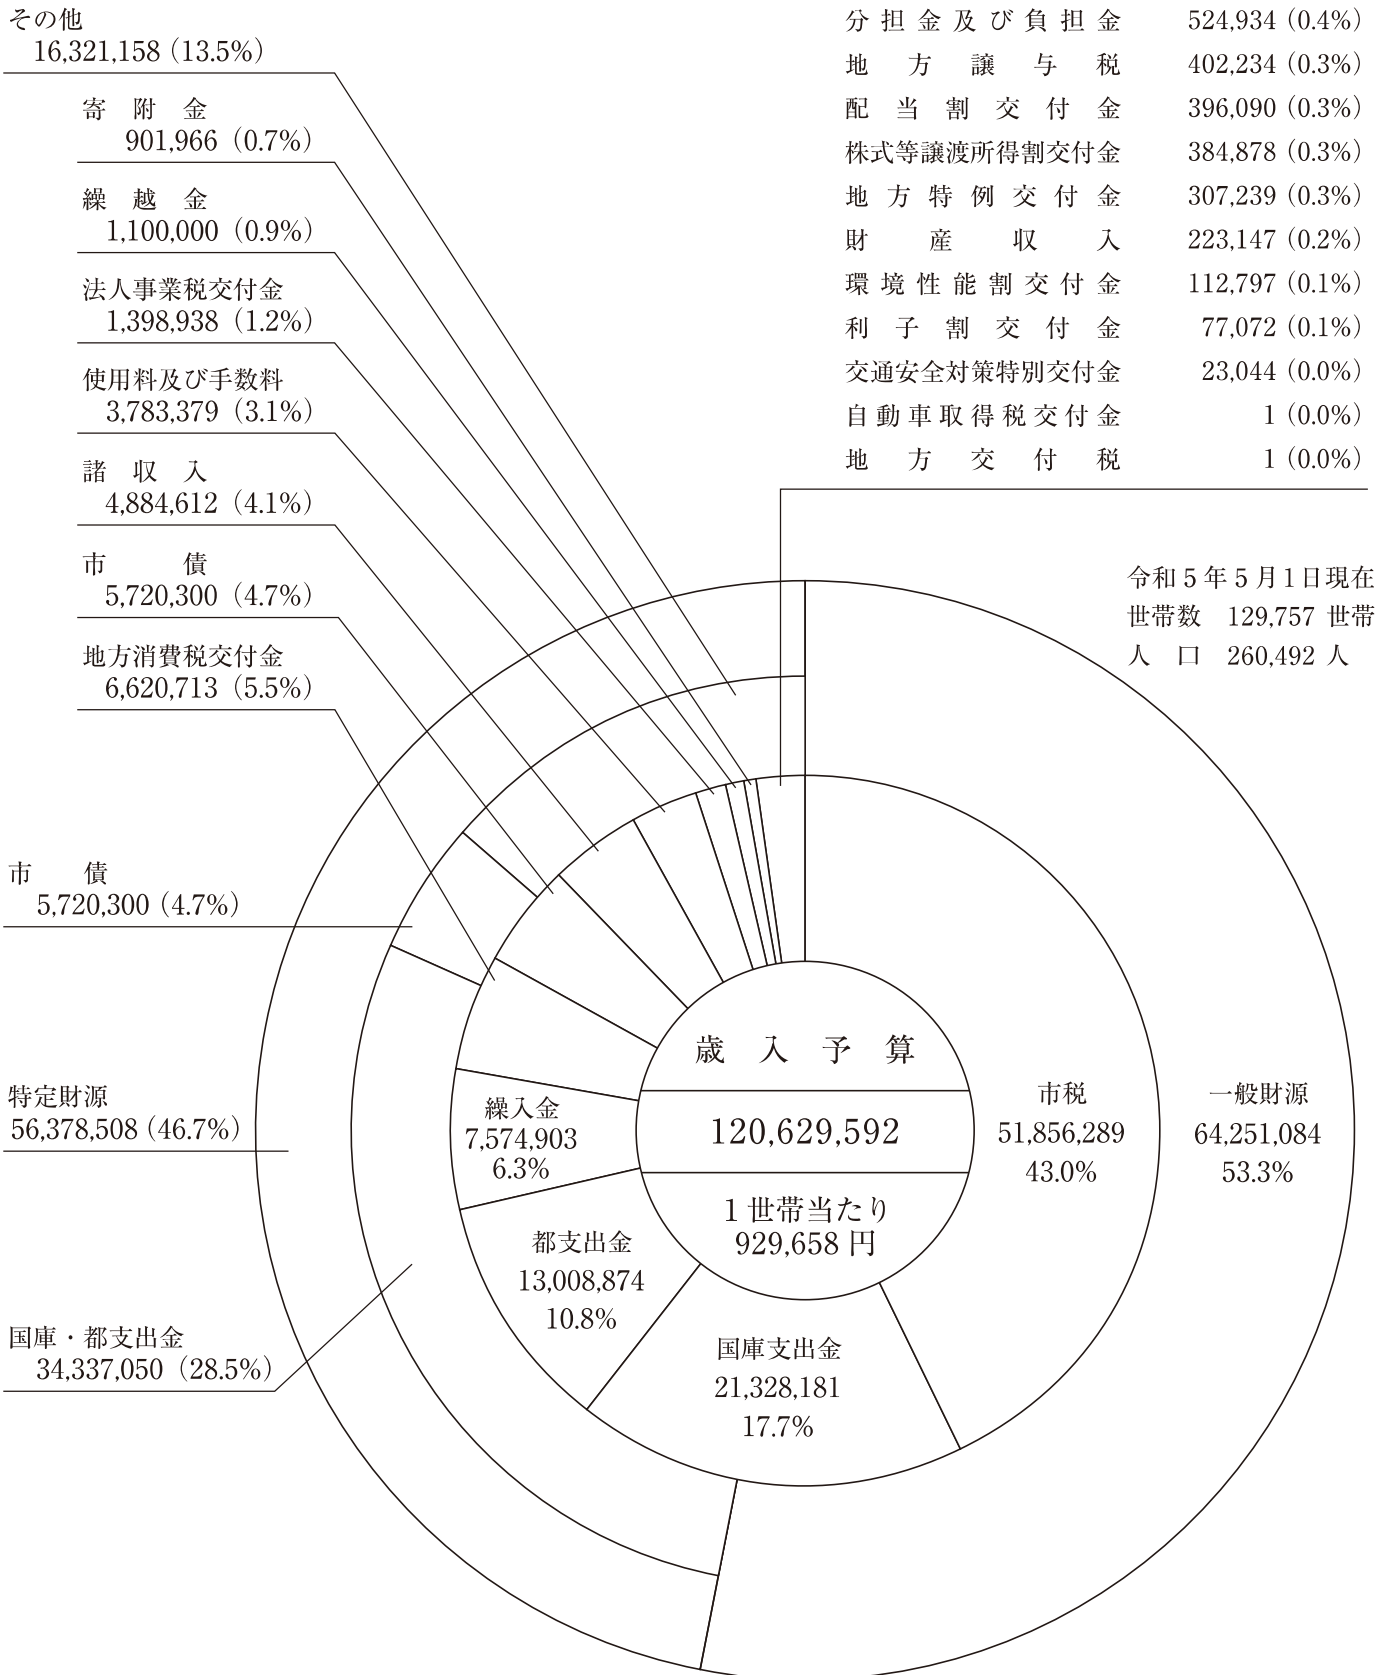 その他
16,321,158 (13.5%)
寄附金
901,966 (0.7%)
繰越金
1,100,000 (0.9%)
法人事業税交付金
1,398,938 (1.2%)
使用料及び手数料
3,783,379 (3.1%)
諸収入
4,884,612 (4.1%)
市債
5,720,300 (4.7%)
地方消費税交付金
6,620,713 (5.5%)
市債
5,720,300 (4.7%)
特定財源
56,378,508 (46.7%)
国庫・都支出金
34,337,050 (28.5%)
分担金及び負担金 524,934 (0.4%)
地方譲与税 402,234 (0.3%)
配当割交付金 396,090 (0.3%)
株式等譲渡所得割交付金 384,878 (0.3%)
地方特例交付金 307,239 (0.3%)
財産収入 223,147 (0.2%)
環境性能割交付金 112,797 (0.1%)
利子割交付金 77,072 (0.1%)
交通安全対策特別交付金 23,044 (0.0%)
自動車取得税交付金 1 (0.0%)
地方交付税 1 (0.0%)
令和5年5月1日現在
世帯数 129,757 世帯
人口 260,492 人
歳入予算
120,629,592
1世帯当たり
929,658 円
繰入金
7,574,903
6.3%
都支出金
13,008,874
10.8%
国庫支出金
21,328,181
17.7%
市税
51,856,289
43.0%
一般財源
64,251,084
53.3%